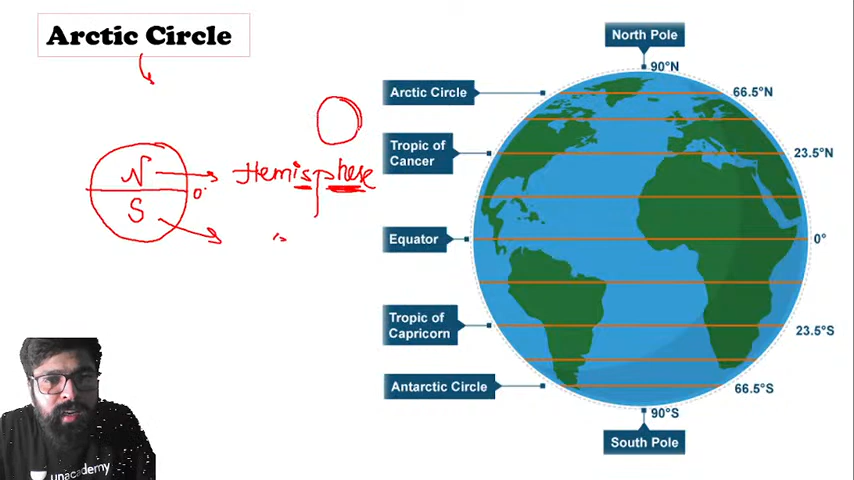 Arctic Circle
N
Hemisphere
0°
S
North Pole
90°N
Arctic Circle
66.5°N
Tropic of
Cancer
23.5°N
Equator
0°
Tropic of
Capricorn
23.5°S
Antarctic Circle
66.5°S
90°S
South Pole
unacademy